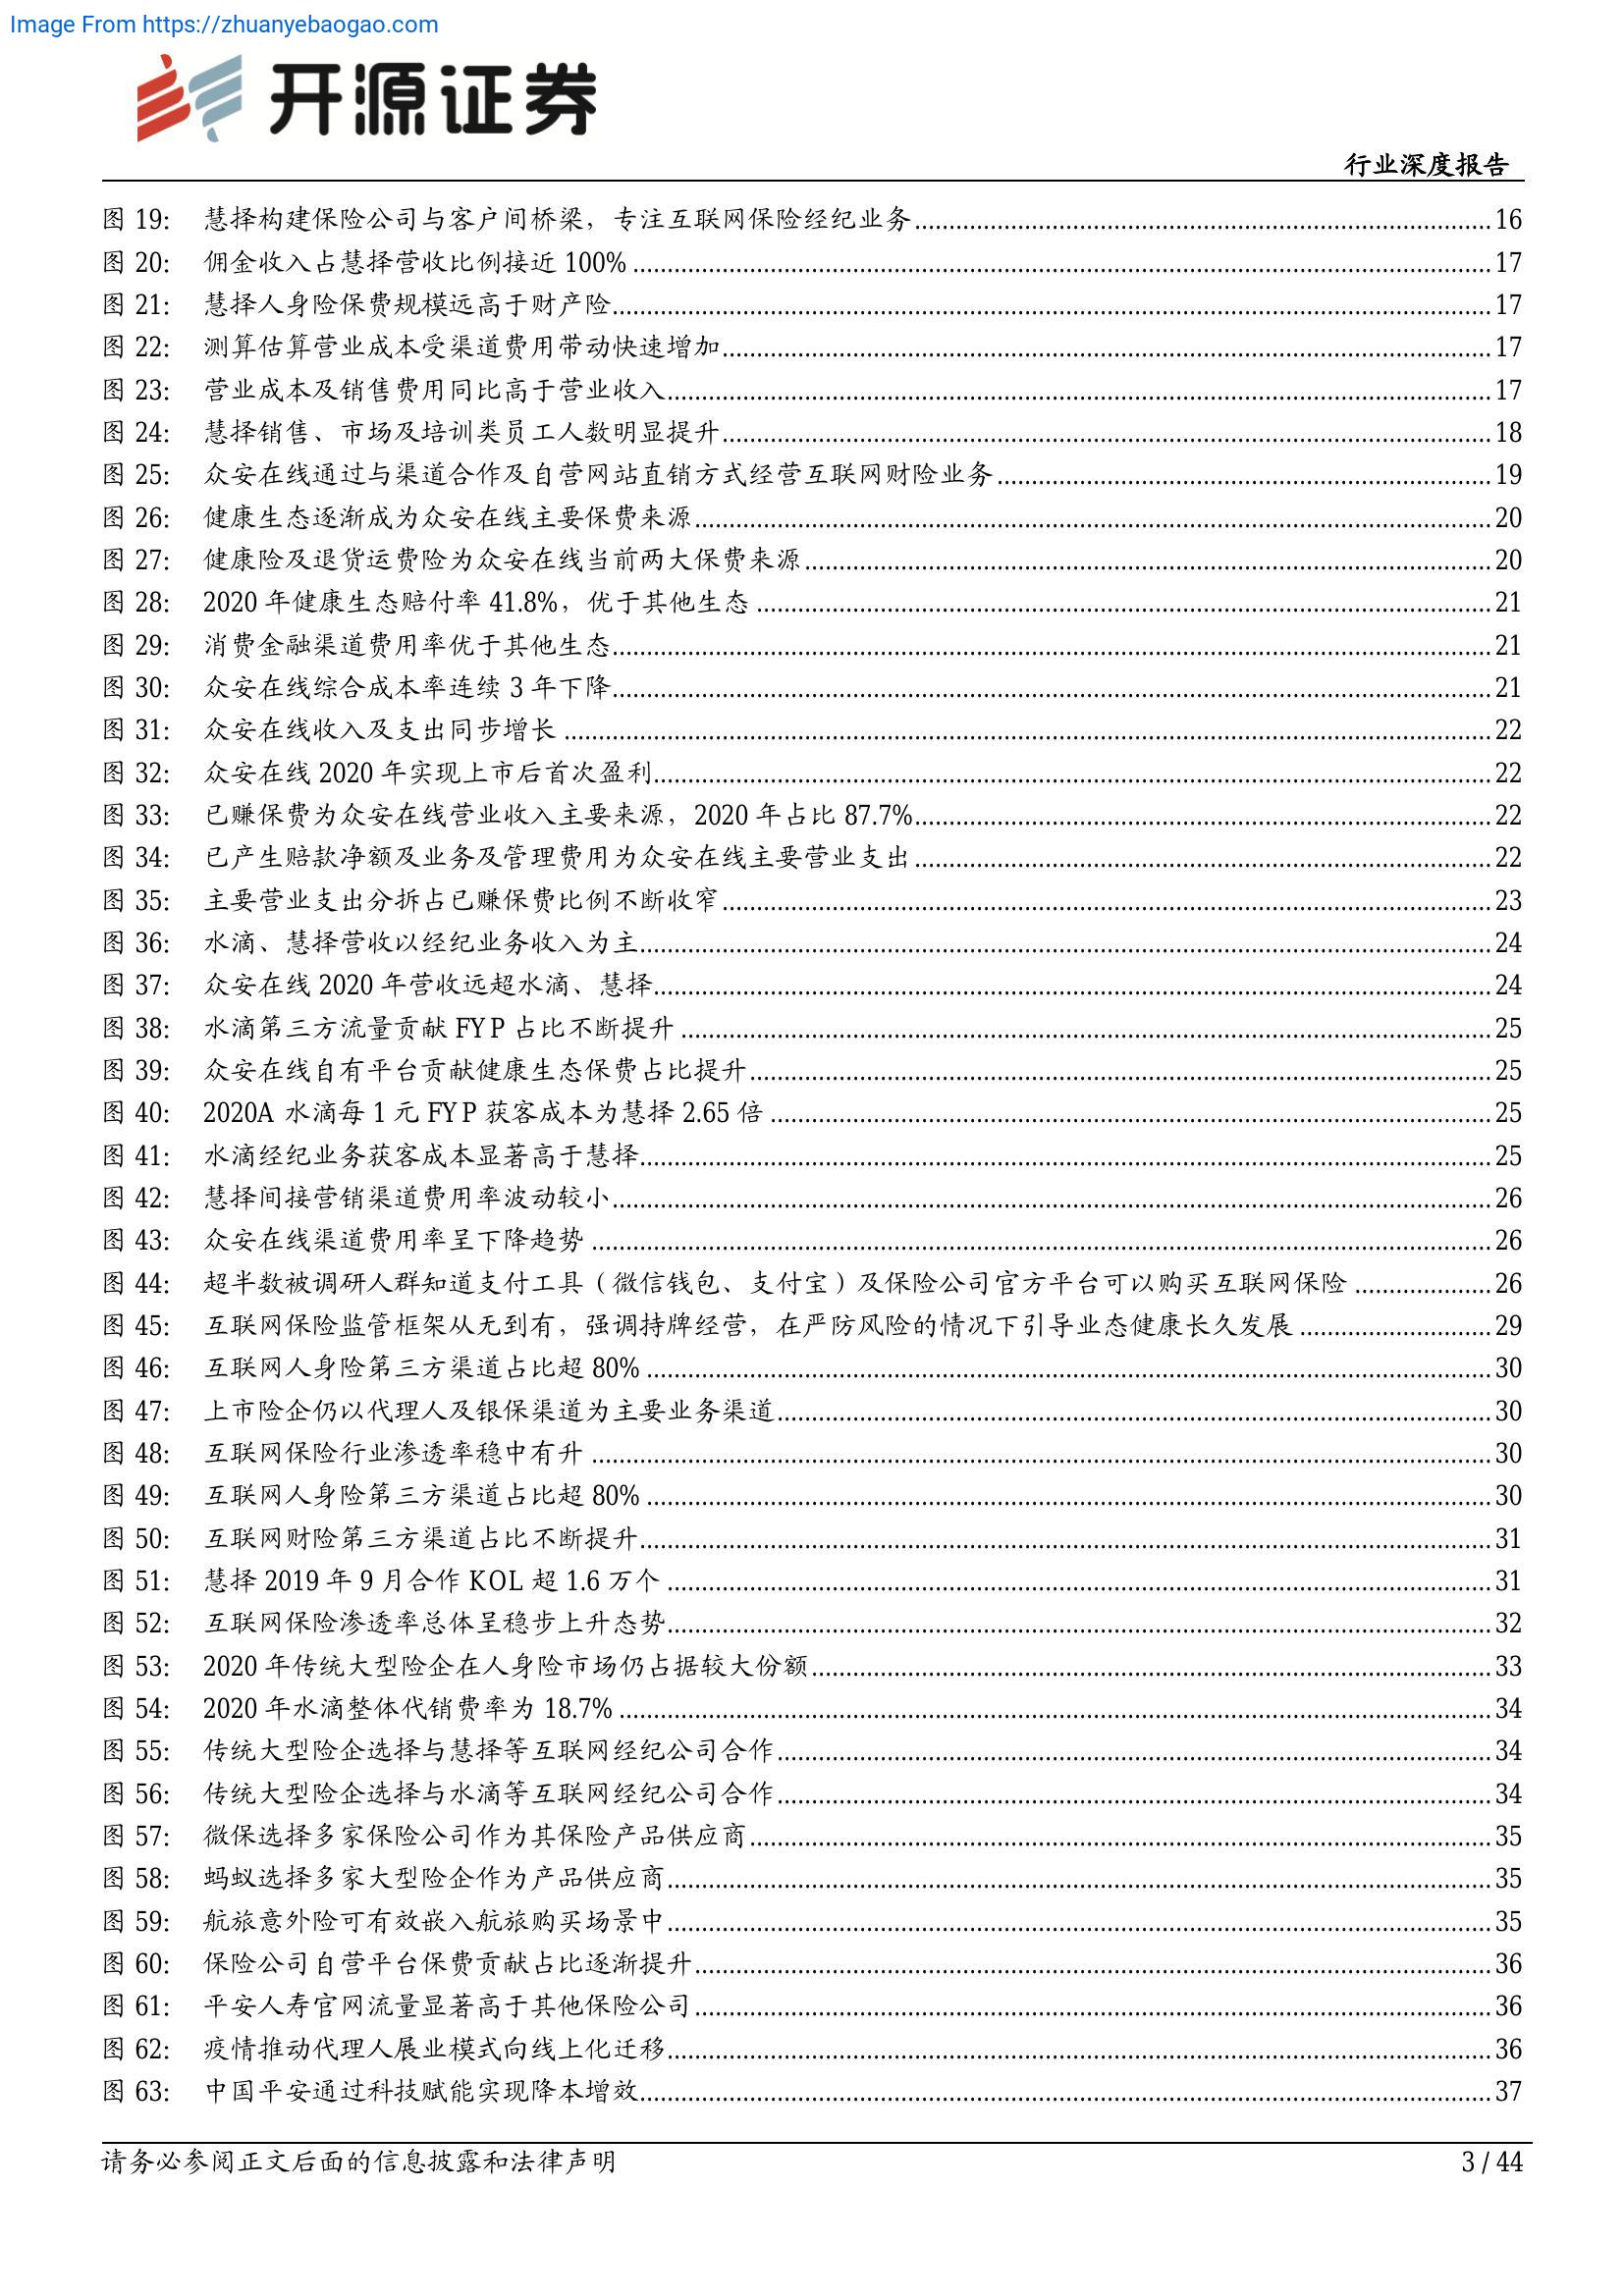 Image From https://zhuanyebaogao.com
开源证券
行业深度报告
图 19: 慧择构建保险公司与客户间桥梁，专注互联网保险经纪业务 16
图 20: 佣金收入占慧择营收比例接近 100% 17
图 21: 慧择人身险保费规模远高于财产险 17
图 22: 测算估算营业成本受渠道费用带动快速增加 17
图 23: 营业成本及销售费用同比高于营业收入 17
图 24: 慧择销售、市场及培训类员工人数明显提升 18
图 25: 众安在线通过与渠道合作及自营网站直销方式经营互联网财险业务 19
图 26: 健康生态逐渐成为众安在线主要保费来源 20
图 27: 健康险及退货运费险为众安在线当前两大保费来源 20
图 28: 2020 年健康生态赔付率 41.8%，优于其他生态 21
图 29: 消费金融渠道费用率优于其他生态 21
图 30: 众安在线综合成本率连续 3 年下降 21
图 31: 众安在线收入及支出同步增长 22
图 32: 众安在线 2020 年实现上市后首次盈利 22
图 33: 已赚保费为众安在线营业收入主要来源，2020 年占比 87.7% 22
图 34: 已产生赔款净额及业务及管理费用为众安在线主要营业支出 22
图 35: 主要营业支出分拆占已赚保费比例不断收窄 23
图 36: 水滴、慧择营收以经纪业务收入为主 24
图 37: 众安在线 2020 年营收远超水滴、慧择 24
图 38: 水滴第三方流量贡献 FYP 占比不断提升 25
图 39: 众安在线自有平台贡献健康生态保费占比提升 25
图 40: 2020A 水滴每 1 元 FYP 获客成本为慧择 2.65 倍 25
图 41: 水滴经纪业务获客成本显著高于慧择 25
图 42: 慧择间接营销渠道费用率波动较小 26
图 43: 众安在线渠道费用率呈下降趋势 26
图 44: 超半数被调研人群知道支付工具（微信钱包、支付宝）及保险公司官方平台可以购买互联网保险 26
图 45: 互联网保险监管框架从无到有，强调持牌经营，在严防风险的情况下引导业态健康长久发展 29
图 46: 互联网人身险第三方渠道占比超 80% 30
图 47: 上市险企仍以代理人及银保渠道为主要业务渠道 30
图 48: 互联网保险行业渗透率稳中有升 30
图 49: 互联网人身险第三方渠道占比超 80% 30
图 50: 互联网财险第三方渠道占比不断提升 31
图 51: 慧择 2019 年 9 月合作 KOL 超 1.6 万个 31
图 52: 互联网保险渗透率总体呈稳步上升态势 32
图 53: 2020 年传统大型险企在人身险市场仍占据较大份额 33
图 54: 2020 年水滴整体代销费率为 18.7% 34
图 55: 传统大型险企选择与慧择等互联网经纪公司合作 34
图 56: 传统大型险企选择与水滴等互联网经纪公司合作 34
图 57: 微保选择多家保险公司作为其保险产品供应商 35
图 58: 蚂蚁选择多家大型险企作为产品供应商 35
图 59: 航旅意外险可有效嵌入航旅购买场景中 35
图 60: 保险公司自营平台保费贡献占比逐渐提升 36
图 61: 平安人寿官网流量显著高于其他保险公司 36
图 62: 疫情推动代理人展业模式向线上化迁移 36
图 63: 中国平安通过科技赋能实现降本增效 37
请务必参阅正文后面的信息披露和法律声明 3 / 44